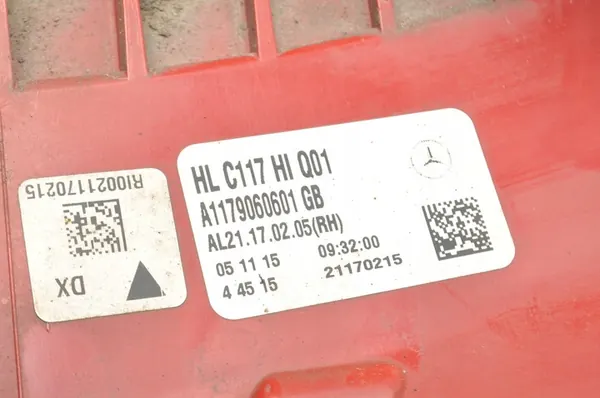 RI0021170215
DX
HL C117 HI Q01
A1179060601 GB
AL21.17.02.05(RH)
05 11 15 09:32:00
4 45 15 21170215